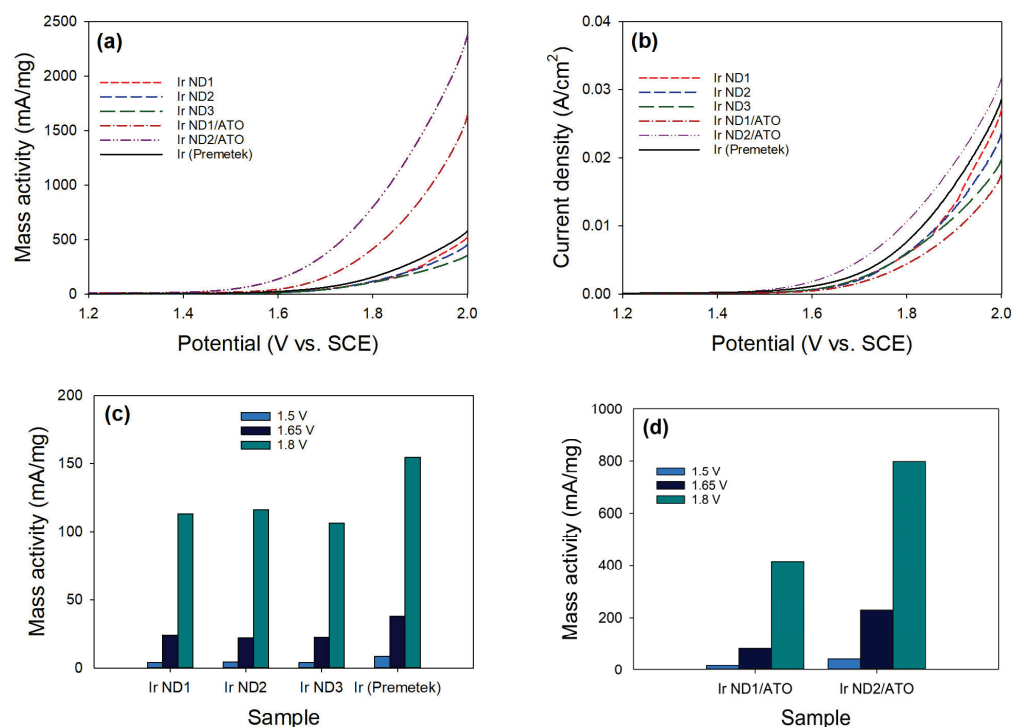 (a)
Mass activity (mA/mg)
2500
2000
1500
1000
500
0
Ir ND1
Ir ND2
Ir ND3
Ir ND1/ATO
Ir ND2/ATO
Ir (Premetek)
1.2 1.4 1.6 1.8 2.0
Potential (V vs. SCE)
(b)
Current density (A/cm²)
0.04
0.03
0.02
0.01
0.00
Ir ND1
Ir ND2
Ir ND3
Ir ND1/ATO
Ir ND2/ATO
Ir (Premetek)
1.2 1.4 1.6 1.8 2.0
Potential (V vs. SCE)
(c)
Mass activity (mA/mg)
200
150
100
50
0
1.5 V
1.65 V
1.8 V
Ir ND1 Ir ND2 Ir ND3 Ir (Premetek)
Sample
(d)
Mass activity (mA/mg)
1000
800
600
400
200
0
1.5 V
1.65 V
1.8 V
Ir ND1/ATO Ir ND2/ATO
Sample